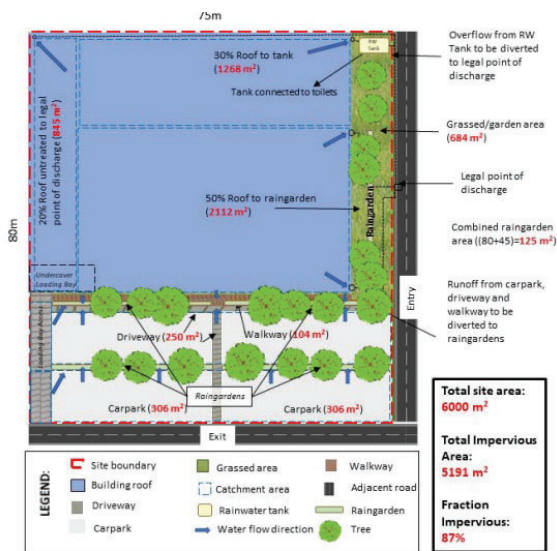 75m
80m
30% Roof to tank
(1268 m²)
RW
Tank
Tank connected to toilets
Overflow from RW
Tank to be diverted
to legal point of
discharge
20% Roof untreated to legal
point of discharge (845 m²)
Grassed/garden area
(684 m²)
50% Roof to raingarden
(2112 m²)
Raingarden
Legal point of
discharge
Combined raingarden
area ((80+45)=125 m²)
Undercover
Loading Bay
Entry
Runoff from carpark,
driveway and
walkway to be
diverted to
raingardens
Driveway (250 m²)
Walkway (104 m²)
Raingardens
Carpark (306 m²)
Carpark (306 m²)
Exit
Total site area:
6000 m²
Total Impervious
Area:
5191 m²
Fraction
Impervious:
87%
LEGEND:
Site boundary
Grassed area
Walkway
Building roof
Catchment area
Adjacent road
Driveway
Rainwater tank
Raingarden
Carpark
Water flow direction
Tree